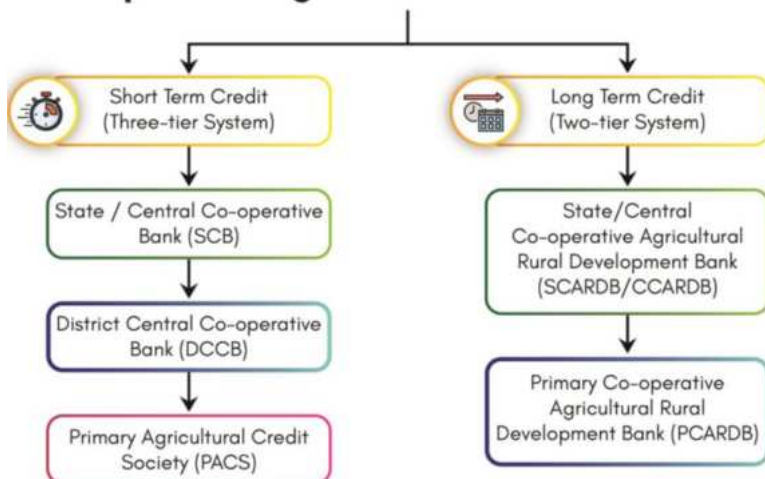 Short Term Credit
(Three-tier System)
State / Central Co-operative
Bank (SCB)
District Central Co-operative
Bank (DCCB)
Primary Agricultural Credit
Society (PACS)
Long Term Credit
(Two-tier System)
State/Central
Co-operative Agricultural
Rural Development Bank
(SCARDB/CCARDB)
Primary Co-operative
Agricultural Rural
Development Bank (PCARDB)